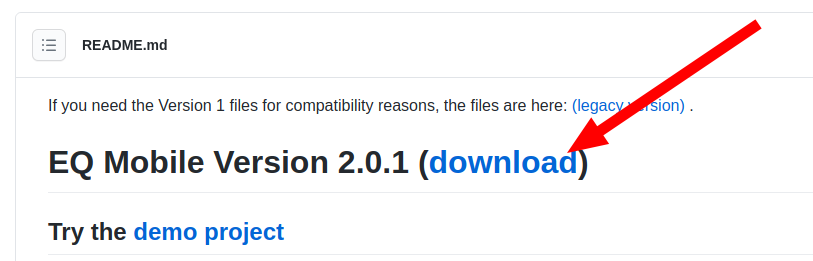 README.md
If you need the Version 1 files for compatibility reasons, the files are here: (legacy version) .
EQ Mobile Version 2.0.1 (download)
Try the demo project